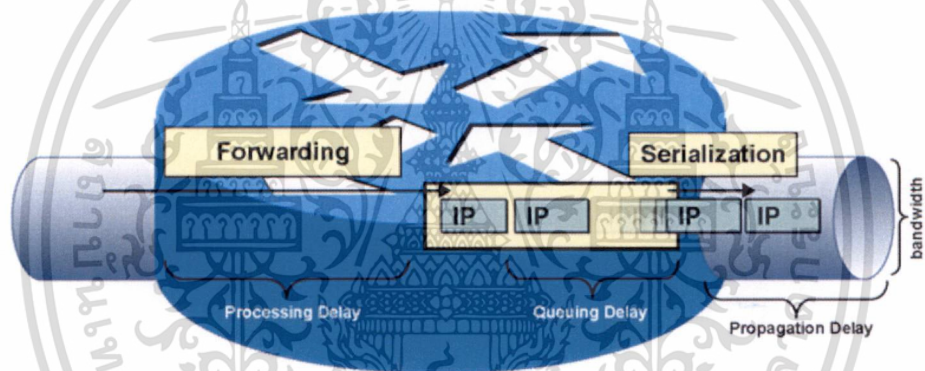 Forwarding
Serialization
IP
IP
IP
IP
bandwidth
Processing Delay
Queuing Delay
Propagation Delay